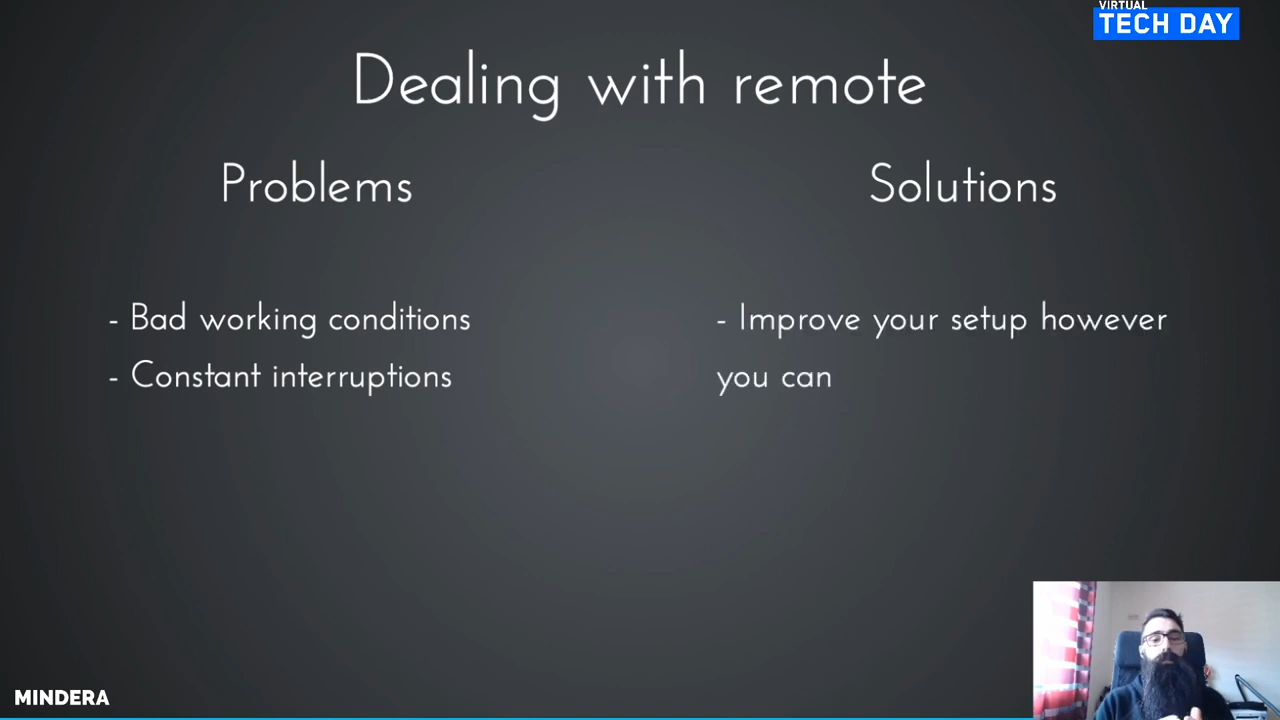 VIRTUAL
TECH DAY
Dealing with remote
Problems
Solutions
- Bad working conditions
- Constant interruptions
- Improve your setup however
you can
MINDERA